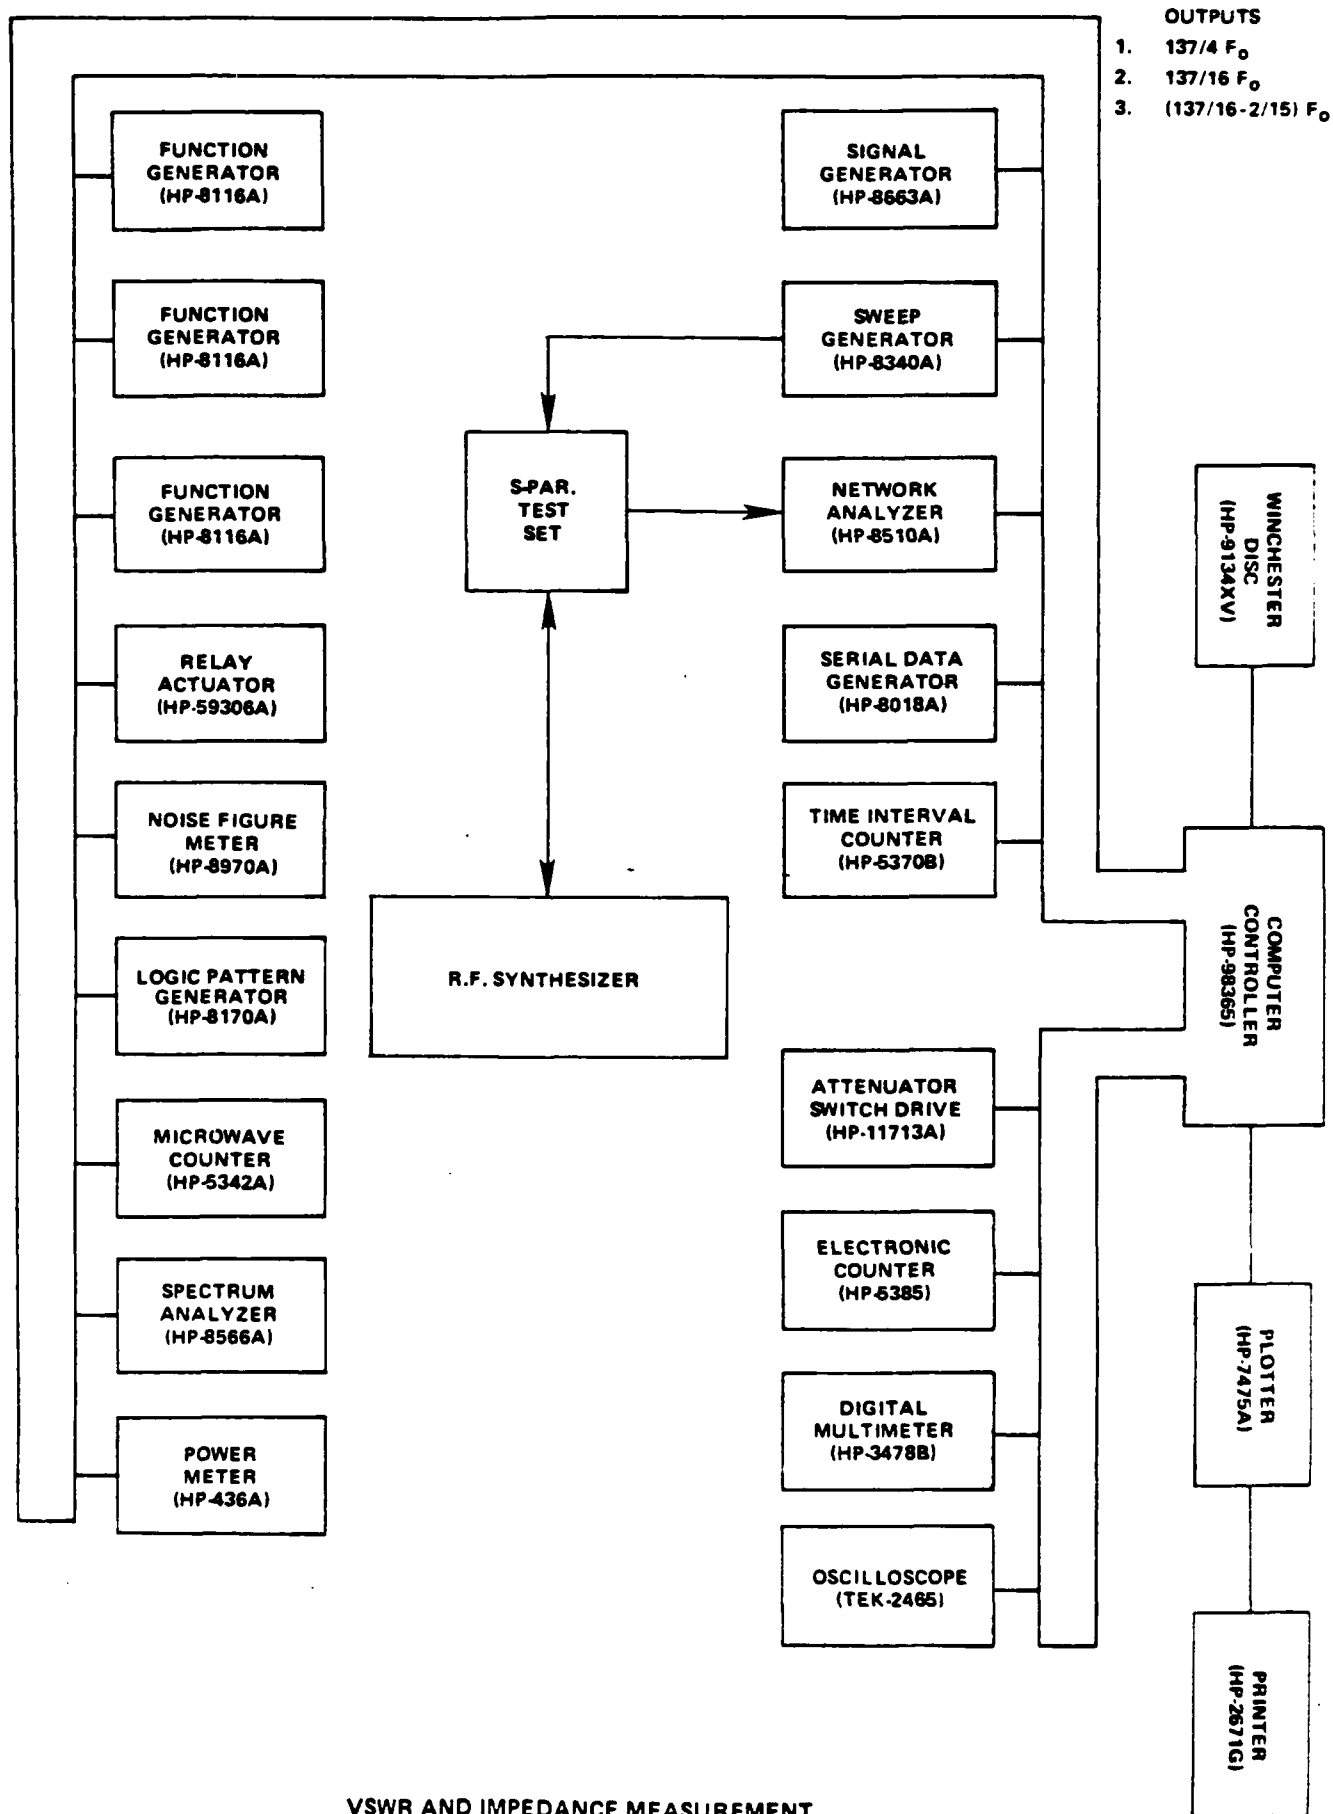 OUTPUTS
1. 137/4 Fo
2. 137/16 Fo
3. (137/16-2/15) Fo
FUNCTION
GENERATOR
(HP-8116A)
SIGNAL
GENERATOR
(HP-8663A)
FUNCTION
GENERATOR
(HP-8116A)
SWEEP
GENERATOR
(HP-8340A)
FUNCTION
GENERATOR
(HP-8116A)
S-PAR.
TEST
SET
NETWORK
ANALYZER
(HP-8510A)
WINCHESTER
DISC
(HP-9134XV)
RELAY
ACTUATOR
(HP-59306A)
SERIAL DATA
GENERATOR
(HP-8018A)
NOISE FIGURE
METER
(HP-8970A)
TIME INTERVAL
COUNTER
(HP-5370B)
LOGIC PATTERN
GENERATOR
(HP-8170A)
R.F. SYNTHESIZER
COMPUTER
CONTROLLER
(HP-98365)
MICROWAVE
COUNTER
(HP-5342A)
ATTENUATOR
SWITCH DRIVE
(HP-11713A)
SPECTRUM
ANALYZER
(HP-8566A)
ELECTRONIC
COUNTER
(HP-5385)
PLOTTER
(HP-7475A)
POWER
METER
(HP-436A)
DIGITAL
MULTIMETER
(HP-3478B)
OSCILLOSCOPE
(TEK-2465)
PRINTER
(HP-2671G)
VSWR AND IMPEDANCE MEASUREMENT